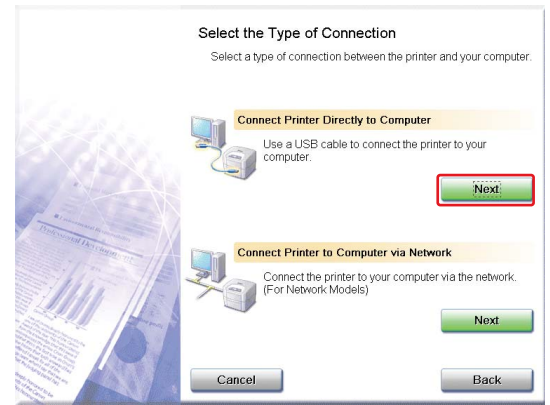 Select the Type of Connection
Select a type of connection between the printer and your computer.
Connect Printer Directly to Computer
Use a USB cable to connect the printer to your
computer.
Next
Connect Printer to Computer via Network
Connect the printer to your computer via the network.
(For Network Models)
Next
Cancel
Back
Professional Development